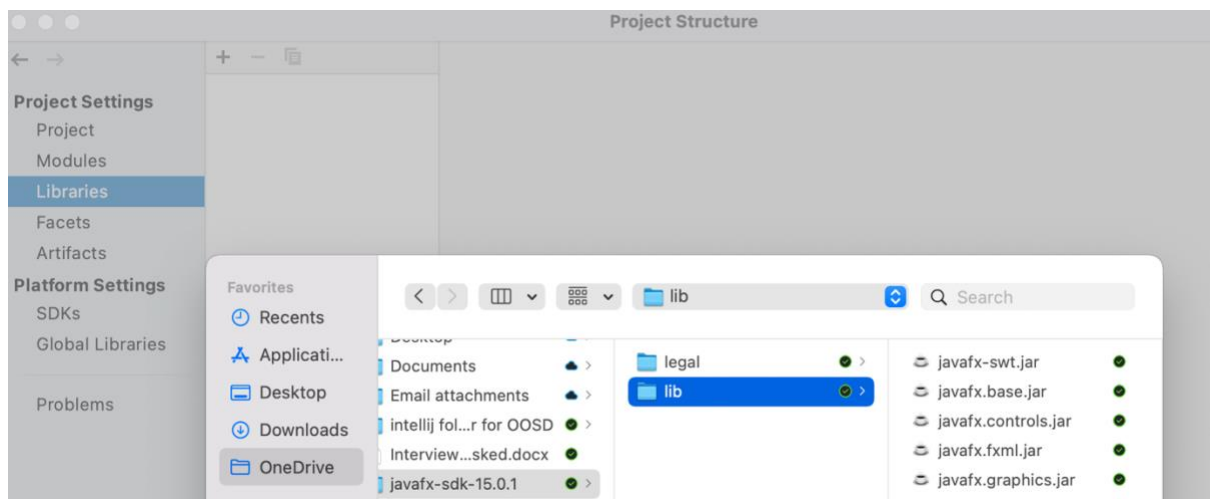 Project Structure
Project Settings
Project
Modules
Libraries
Facets
Artifacts
Platform Settings
SDKs
Global Libraries
Problems
Favorites
Recents
Applicati...
Desktop
Downloads
OneDrive
lib
Search
Desktop
Documents
Email attachments
intellij fol...r for OOSD
Interview...sked.docx
javafx-sdk-15.0.1
legal
lib
javafx-swt.jar
javafx.base.jar
javafx.controls.jar
javafx.fxml.jar
javafx.graphics.jar